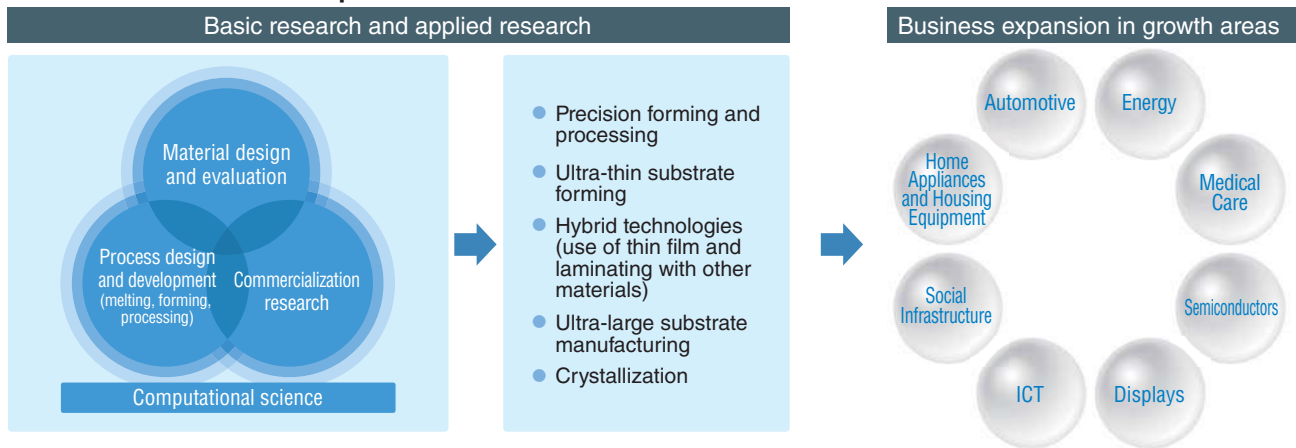 Basic research and applied research
Material design
and evaluation
Process design
and development
(melting, forming,
processing)
Commercialization
research
Computational science
Precision forming and
processing
Ultra-thin substrate
forming
Hybrid technologies
(use of thin film and
laminating with other
materials)
Ultra-large substrate
manufacturing
Crystallization
Business expansion in growth areas
Automotive
Energy
Home
Appliances
and Housing
Equipment
Medical
Care
Social
Infrastructure
Semiconductors
ICT
Displays